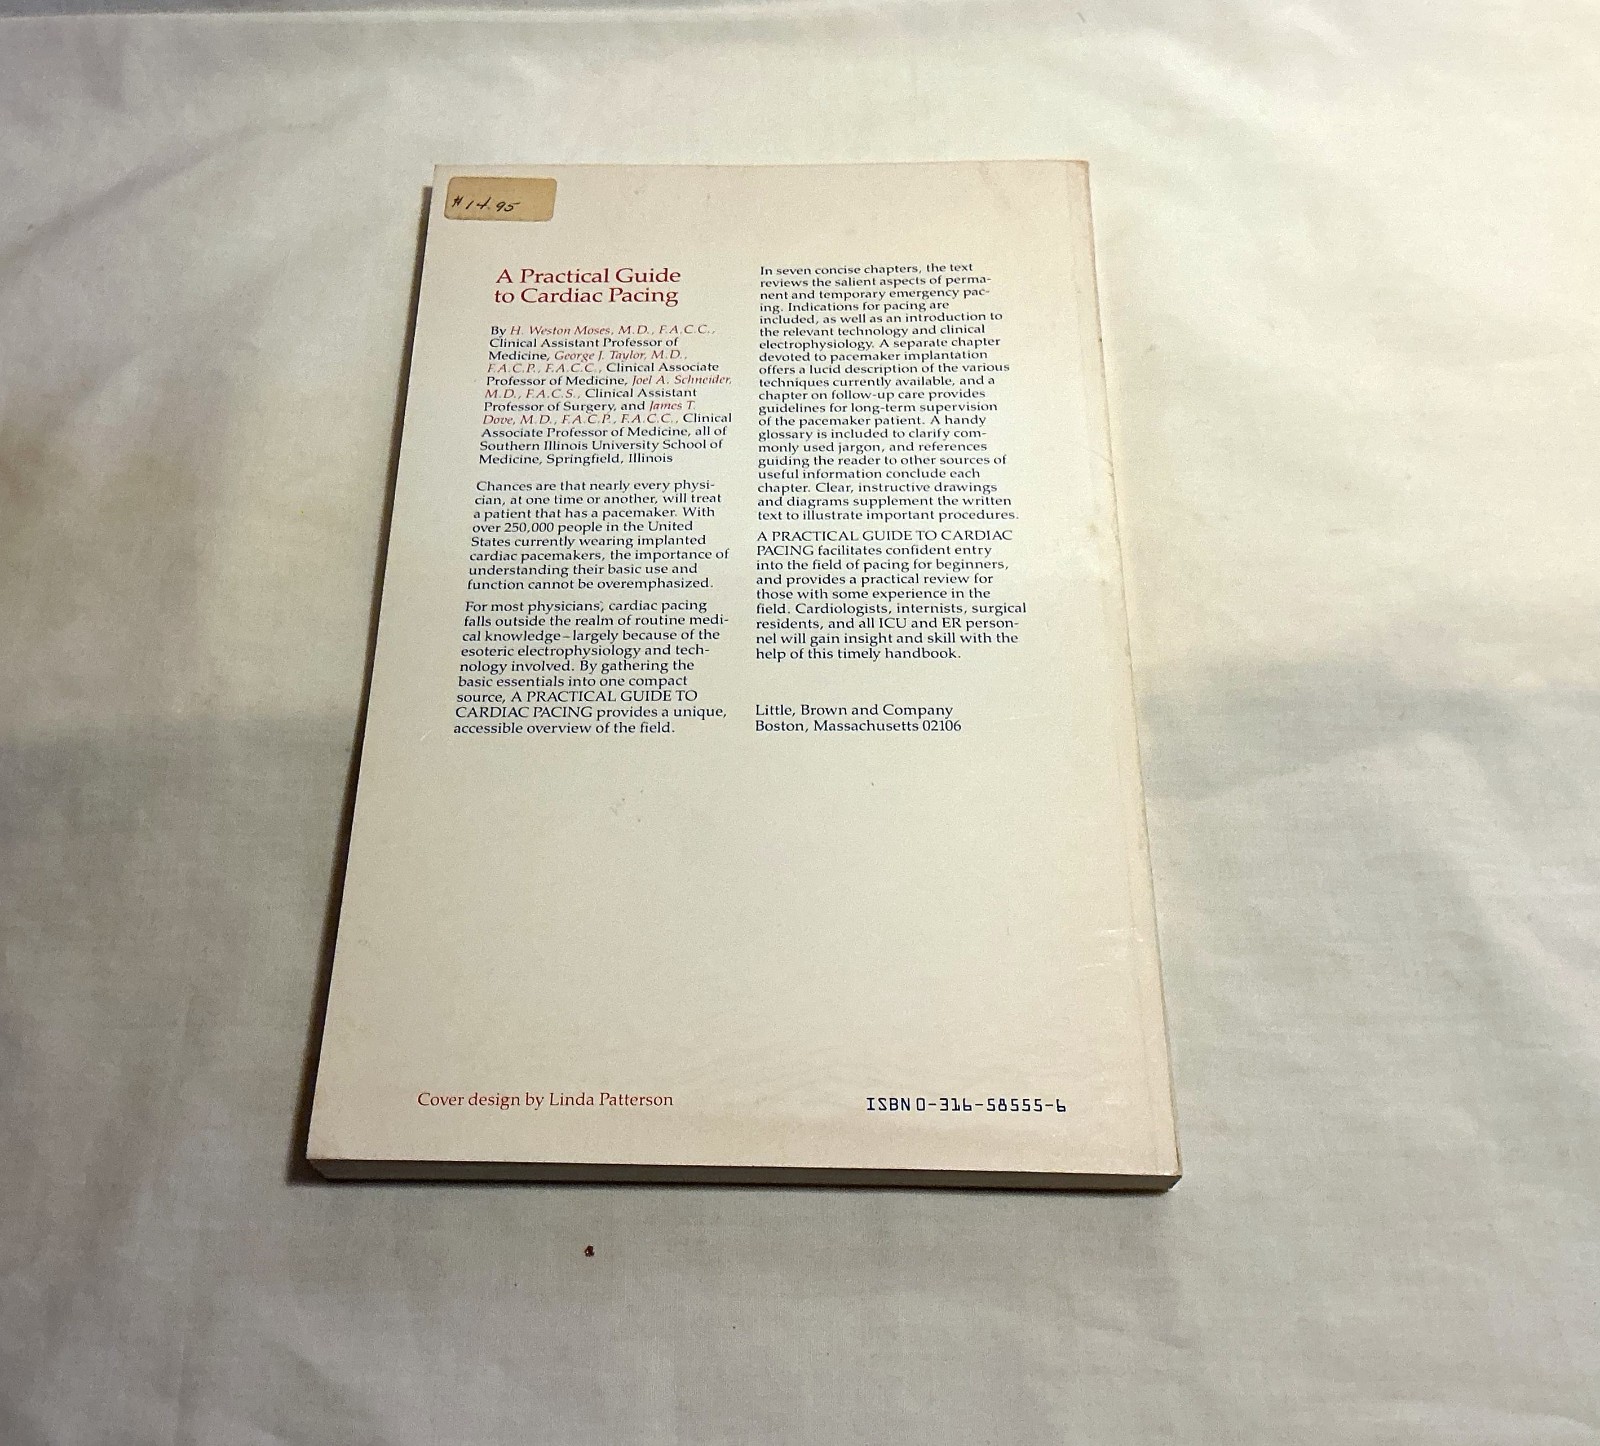 $14.95
A Practical Guide
to Cardiac Pacing
By H. Weston Moses, M.D., F.A.C.C.,
Clinical Assistant Professor of
Medicine, George J. Taylor, M.D.,
F.A.C.P., F.A.C.C., Clinical Associate
Professor of Medicine, Joel A. Schneider,
M.D., F.A.C.S., Clinical Assistant
Professor of Surgery, and James T.
Dove, M.D., F.A.C.P., F.A.C.C., Clinical
Associate Professor of Medicine, all of
Southern Illinois University School of
Medicine, Springfield, Illinois
Chances are that nearly every physi-
cian, at one time or another, will treat
a patient that has a pacemaker. With
over 250,000 people in the United
States currently wearing implanted
cardiac pacemakers, the importance of
understanding their basic use and
function cannot be overemphasized.
For most physicians, cardiac pacing
falls outside the realm of routine medi-
cal knowledge–largely because of the
esoteric electrophysiology and tech-
nology involved. By gathering the
basic essentials into one compact
source, A PRACTICAL GUIDE TO
CARDIAC PACING provides a unique,
accessible overview of the field.
In seven concise chapters, the text
reviews the salient aspects of perma-
nent and temporary emergency pac-
ing. Indications for pacing are
included, as well as an introduction to
the relevant technology and clinical
electrophysiology. A separate chapter
devoted to pacemaker implantation
offers a lucid description of the various
techniques currently available, and a
chapter on follow-up care provides
guidelines for long-term supervision
of the pacemaker patient. A handy
glossary is included to clarify com-
monly used jargon, and references
guiding the reader to other sources of
useful information conclude each
chapter. Clear, instructive drawings
and diagrams supplement the written
text to illustrate important procedures.
A PRACTICAL GUIDE TO CARDIAC
PACING facilitates confident entry
into the field of pacing for beginners,
and provides a practical review for
those with some experience in the
field. Cardiologists, internists, surgical
residents, and all ICU and ER person-
nel will gain insight and skill with the
help of this timely handbook.
Little, Brown and Company
Boston, Massachusetts 02106
Cover design by Linda Patterson
ISBN 0-316-58555-6